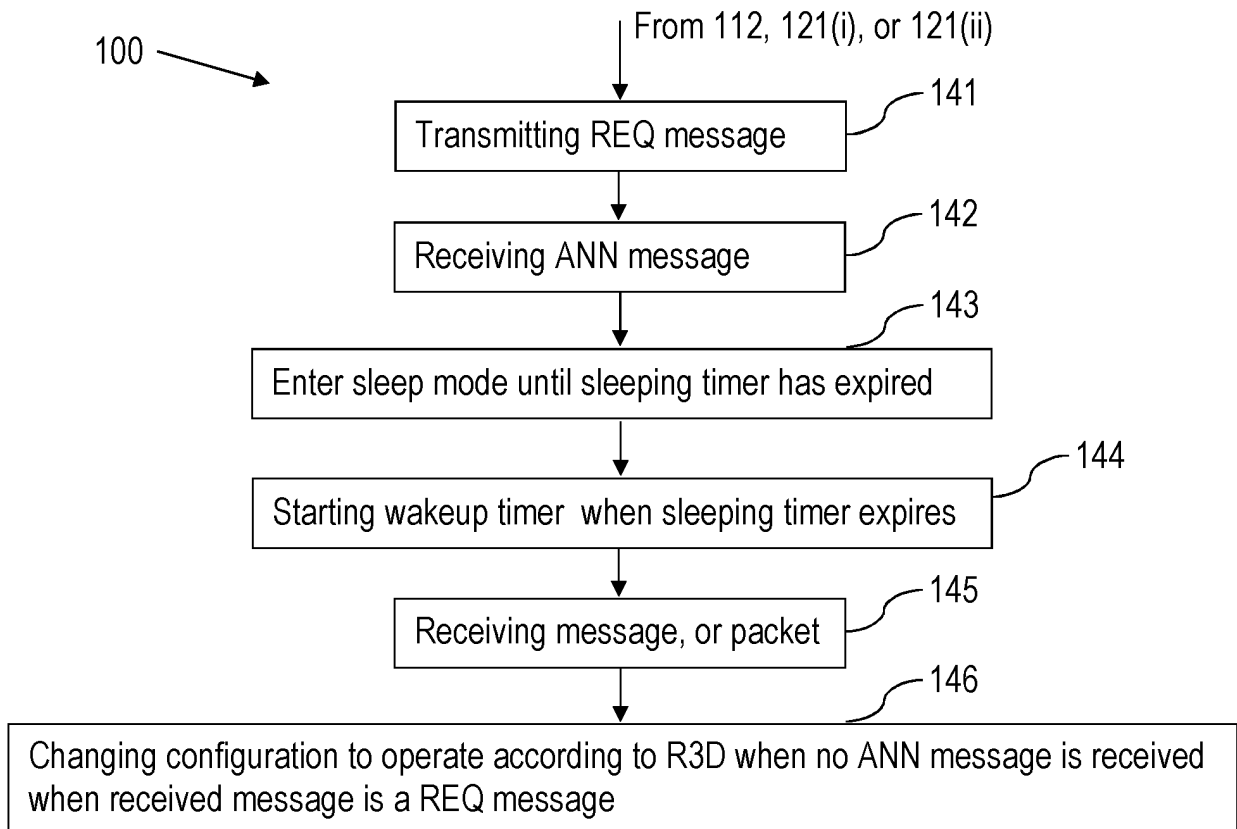 From 112, 121(i), or 121(ii)
100
141
Transmitting REQ message
142
Receiving ANN message
143
Enter sleep mode until sleeping timer has expired
144
Starting wakeup timer when sleeping timer expires
145
Receiving message, or packet
146
Changing configuration to operate according to R3D when no ANN message is received
when received message is a REQ message